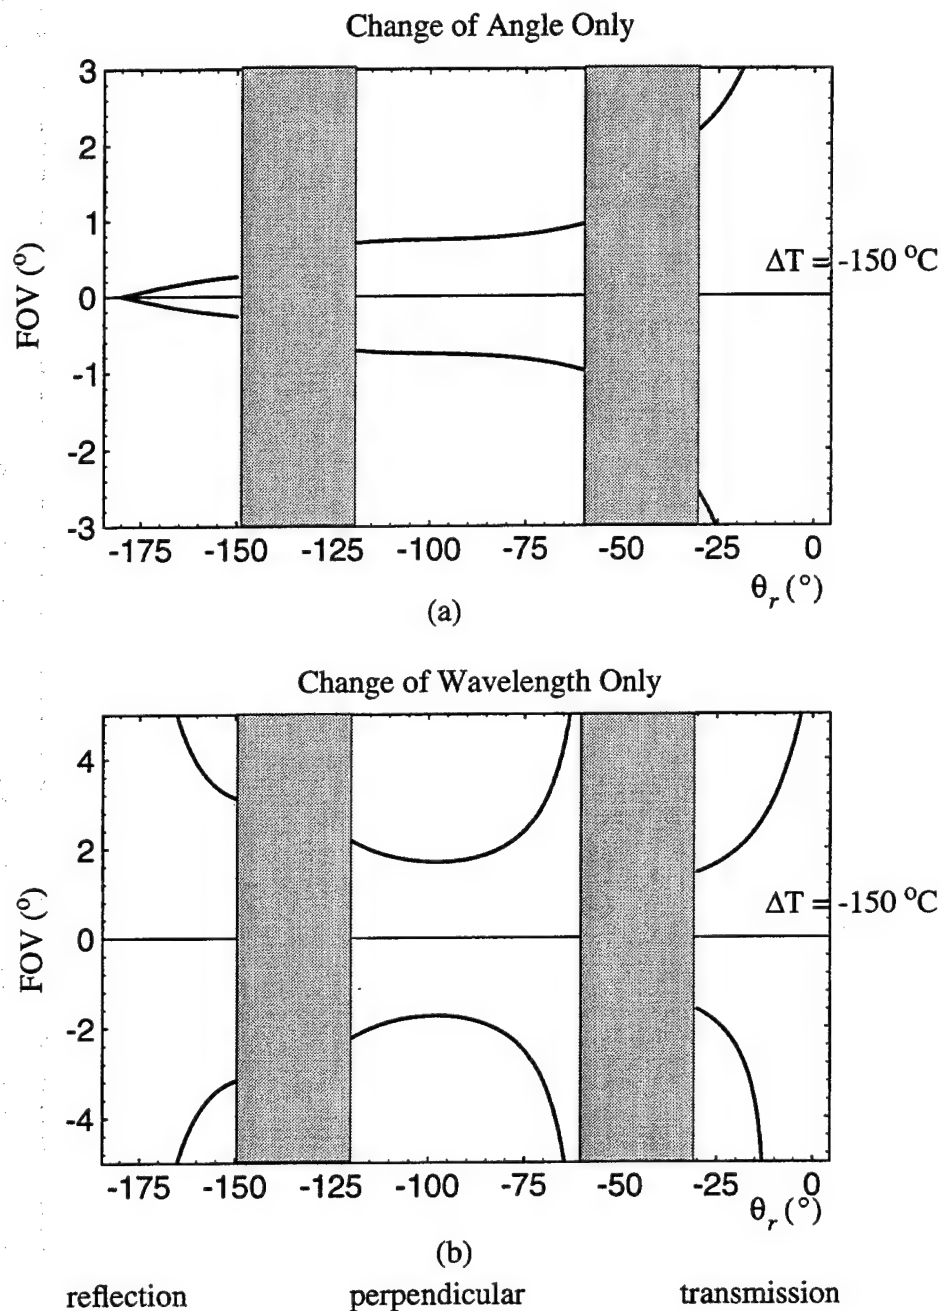 Change of Angle Only
3
2
1
0
-1
-2
-3
FOV (°)
ΔT = -150 °C
-175 -150 -125 -100 -75 -50 -25 0
θr (°)
(a)
Change of Wavelength Only
4
2
0
-2
-4
FOV (°)
ΔT = -150 °C
-175 -150 -125 -100 -75 -50 -25 0
θr (°)
(b)
reflection perpendicular transmission